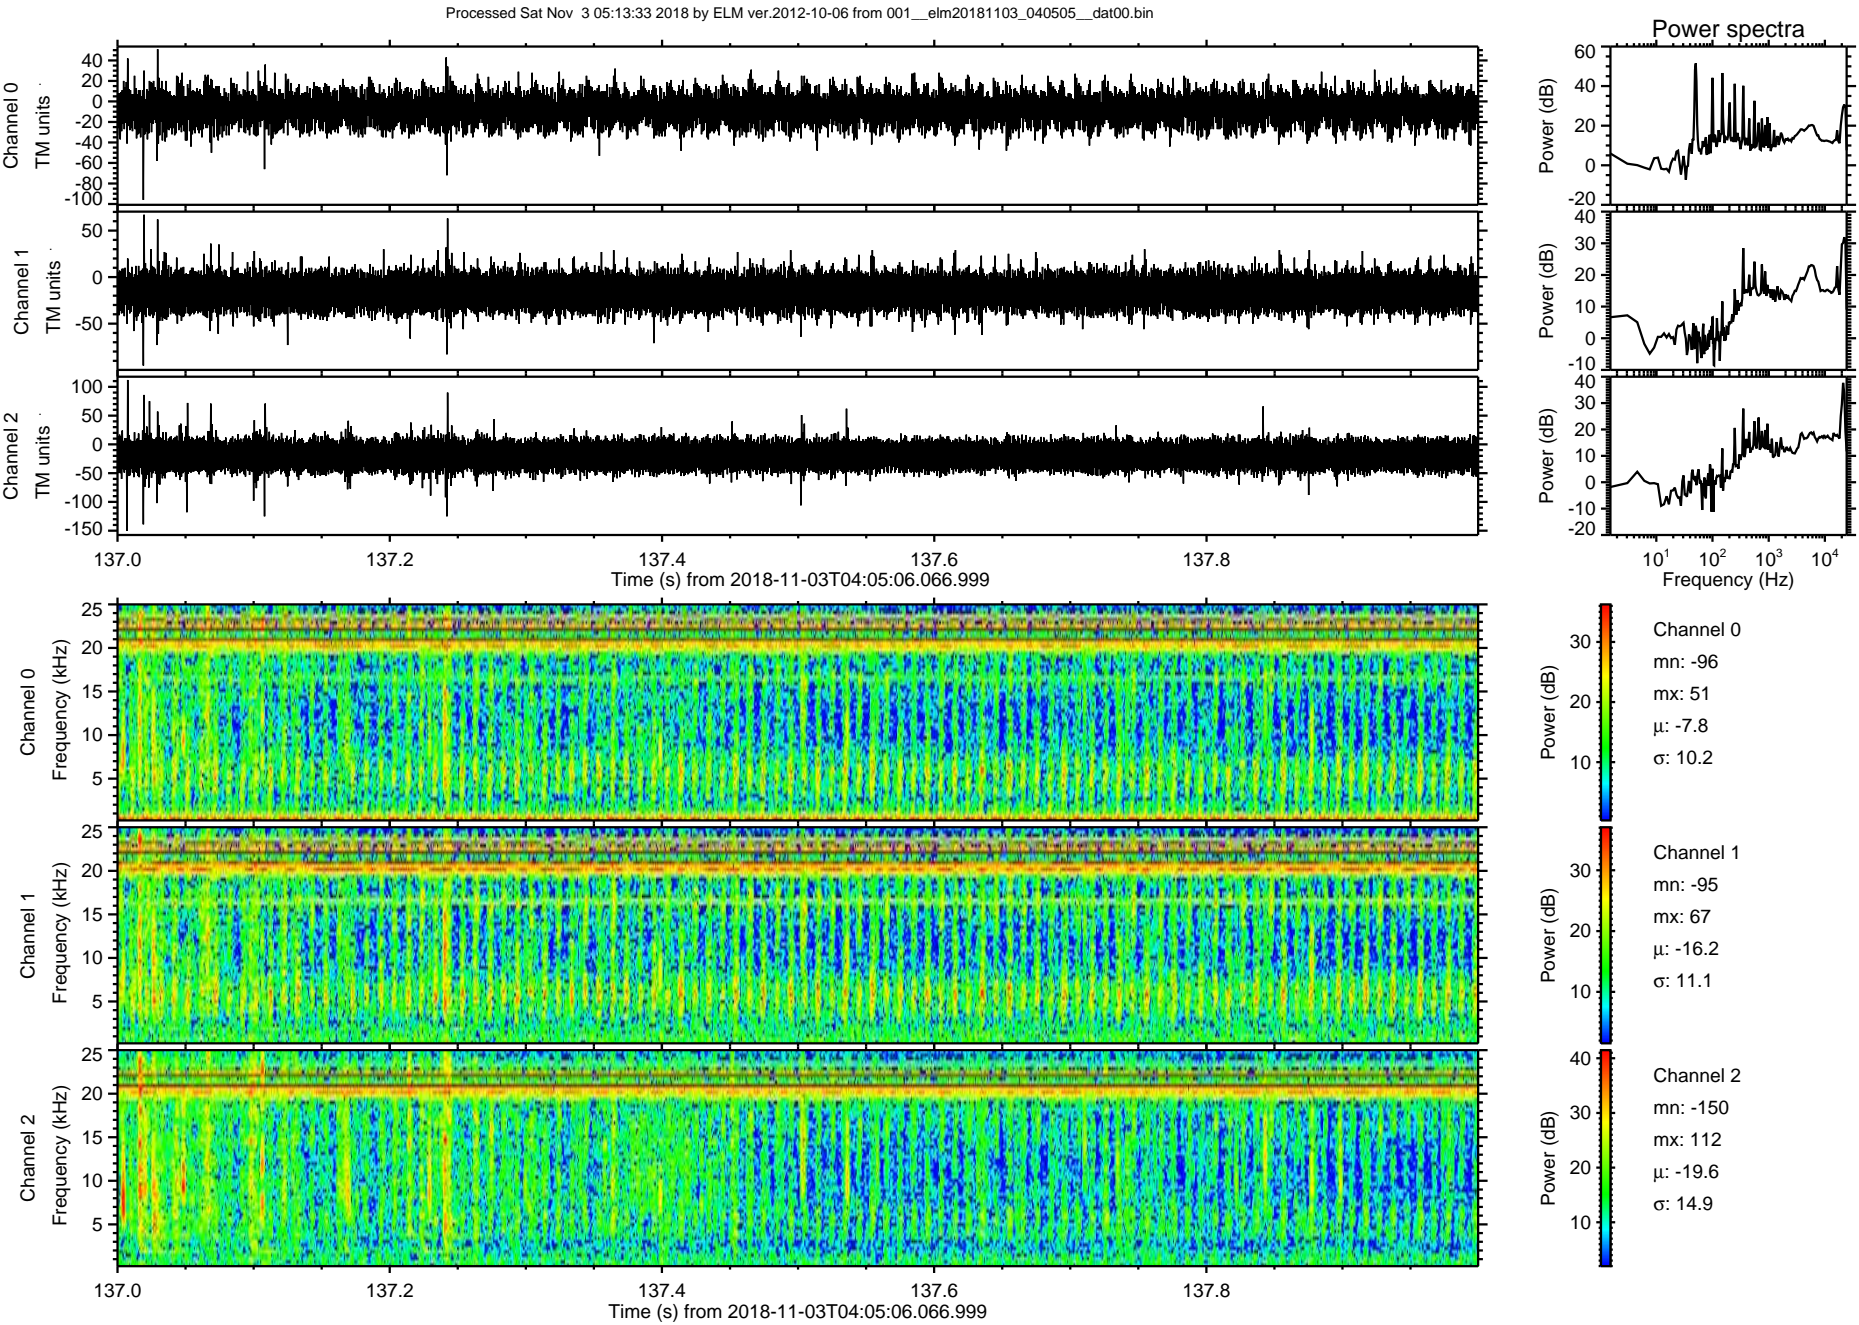 Processed Sat Nov  3 05:13:33 2018 by ELM ver.2012-10-06 from 001__elm20181103_040505__dat00.bin
Power spectra
Channel 0
TM units
40
20
0
-20
-40
-60
-80
-100
Power (dB)
60
40
20
0
-20
Channel 1
TM units
50
0
-50
Power (dB)
40
30
20
10
0
-10
Channel 2
TM units
100
50
0
-50
-100
-150
Power (dB)
40
30
20
10
0
-10
-20
137.0 137.2 137.4 137.6 137.8
Time (s) from 2018-11-03T04:05:06.066.999
10¹ 10² 10³ 10⁴
Frequency (Hz)
Channel 0
Frequency (kHz)
25
20
15
10
5
Power (dB)
30
20
10
Channel 0
mn: -96
mx: 51
μ: -7.8
σ: 10.2
Channel 1
Frequency (kHz)
25
20
15
10
5
Power (dB)
30
20
10
Channel 1
mn: -95
mx: 67
μ: -16.2
σ: 11.1
Channel 2
Frequency (kHz)
25
20
15
10
5
Power (dB)
40
30
20
10
Channel 2
mn: -150
mx: 112
μ: -19.6
σ: 14.9
137.0 137.2 137.4 137.6 137.8
Time (s) from 2018-11-03T04:05:06.066.999